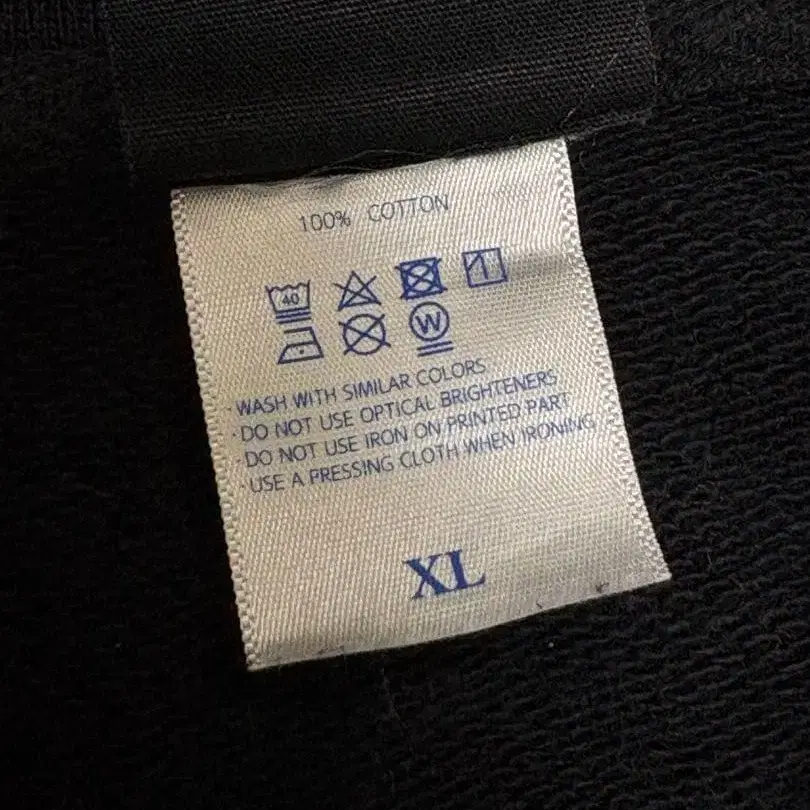 100% COTTON
40
W
·WASH WITH SIMILAR COLORS
·DO NOT USE OPTICAL BRIGHTENERS
·DO NOT USE IRON ON PRINTED PART
·USE A PRESSING CLOTH WHEN IRONING
XL